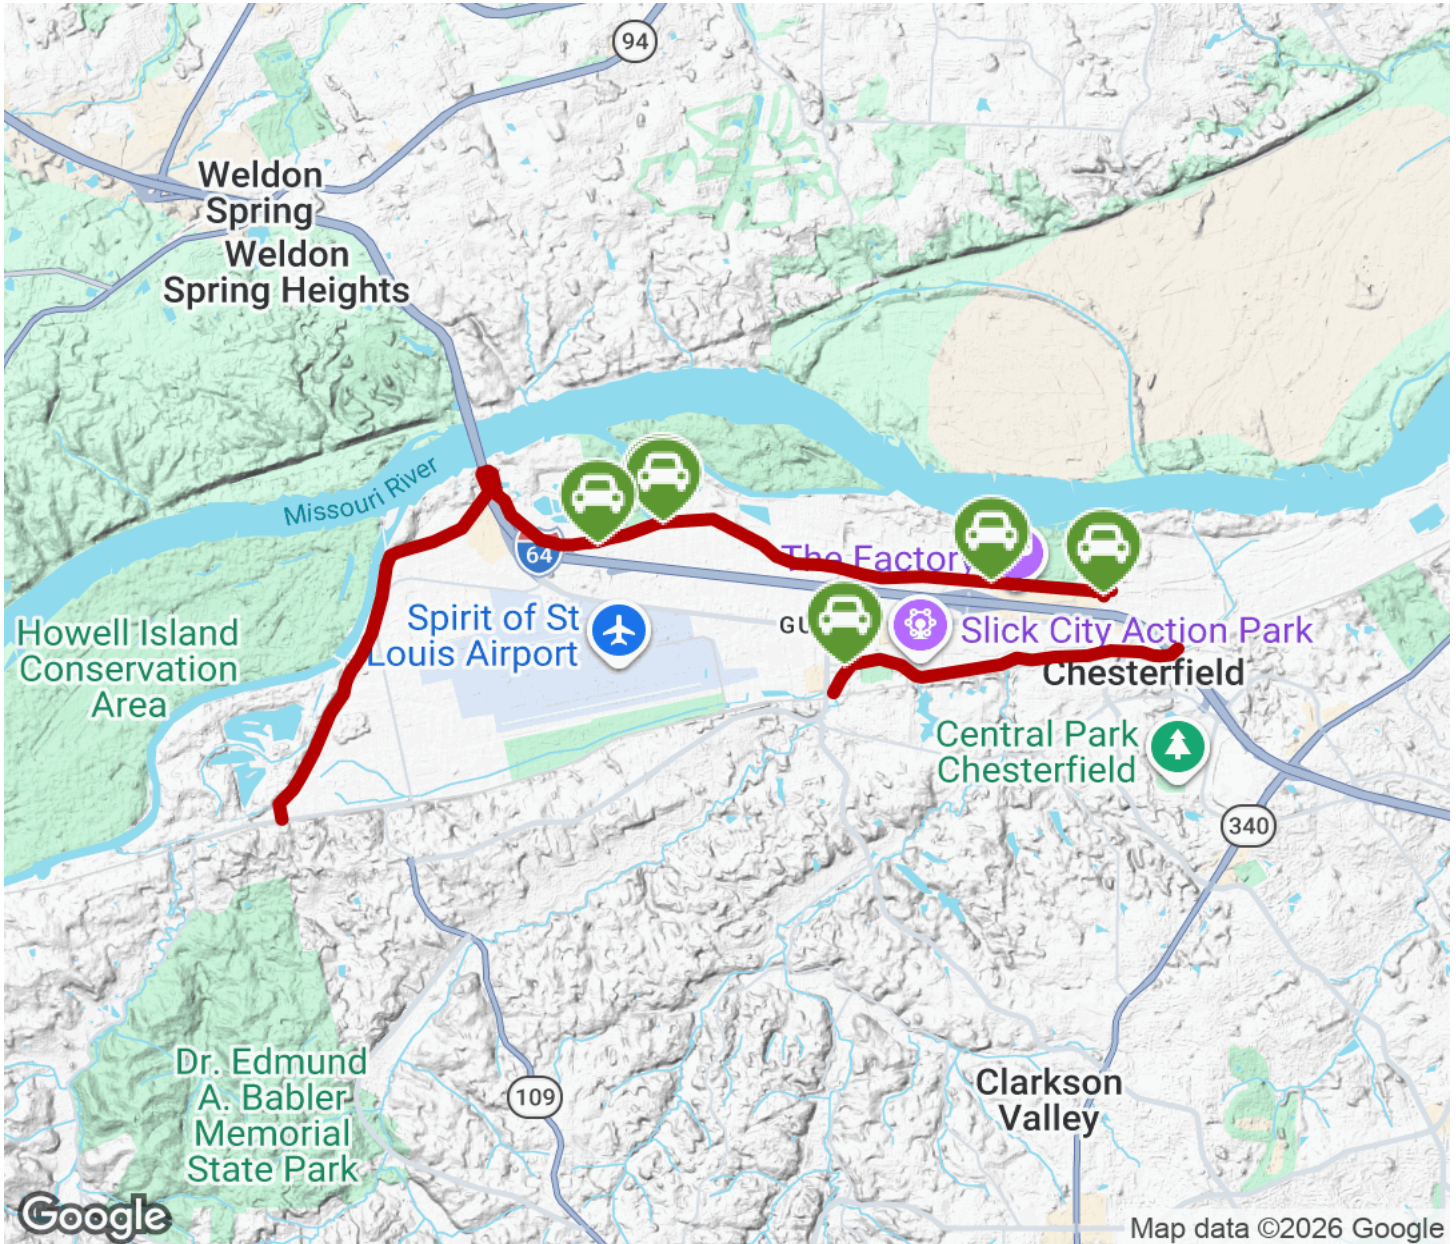 94
Weldon
Spring
Weldon
Spring Heights
Missouri River
64
The Factory
Spirit of St
Louis Airport
GU
Slick City Action Park
Howell Island
Conservation
Area
Chesterfield
Central Park
Chesterfield
340
Dr. Edmund
A. Babler
Memorial
State Park
109
Clarkson
Valley
Google
Map data ©2026 Google